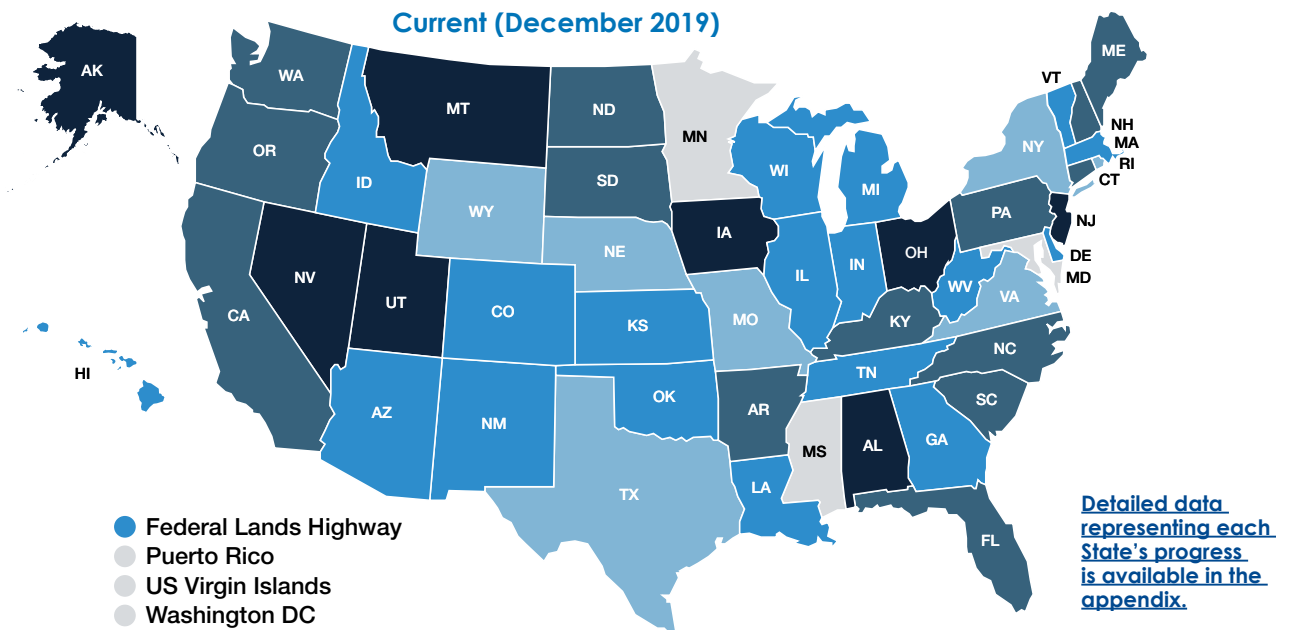 Current (December 2019)
AK
WA
MT
ND
MN
ME
VT
NH
MA
RI
CT
NY
OR
ID
SD
WI
MI
WY
PA
NJ
IA
NE
OH
DE
MD
NV
UT
IL
IN
WV
VA
CA
CO
KS
MO
KY
NC
HI
AZ
NM
OK
AR
TN
SC
MS
AL
GA
TX
LA
FL
Federal Lands Highway
Puerto Rico
US Virgin Islands
Washington DC
Detailed data
representing each
State’s progress
is available in the
appendix.